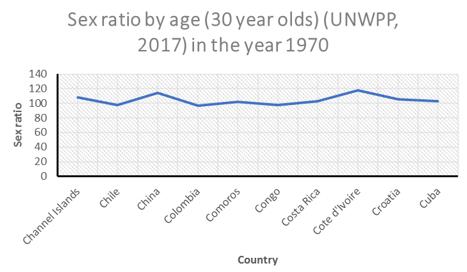 Sex ratio by age (30 year olds) (UNWPP,
2017) in the year 1970
140
120
100
80
60
40
20
0
Sex ratio
Channel Islands
Chile
China
Colombia
Comoros
Congo
Costa Rica
Cote d'Ivoire
Croatia
Cuba
Country